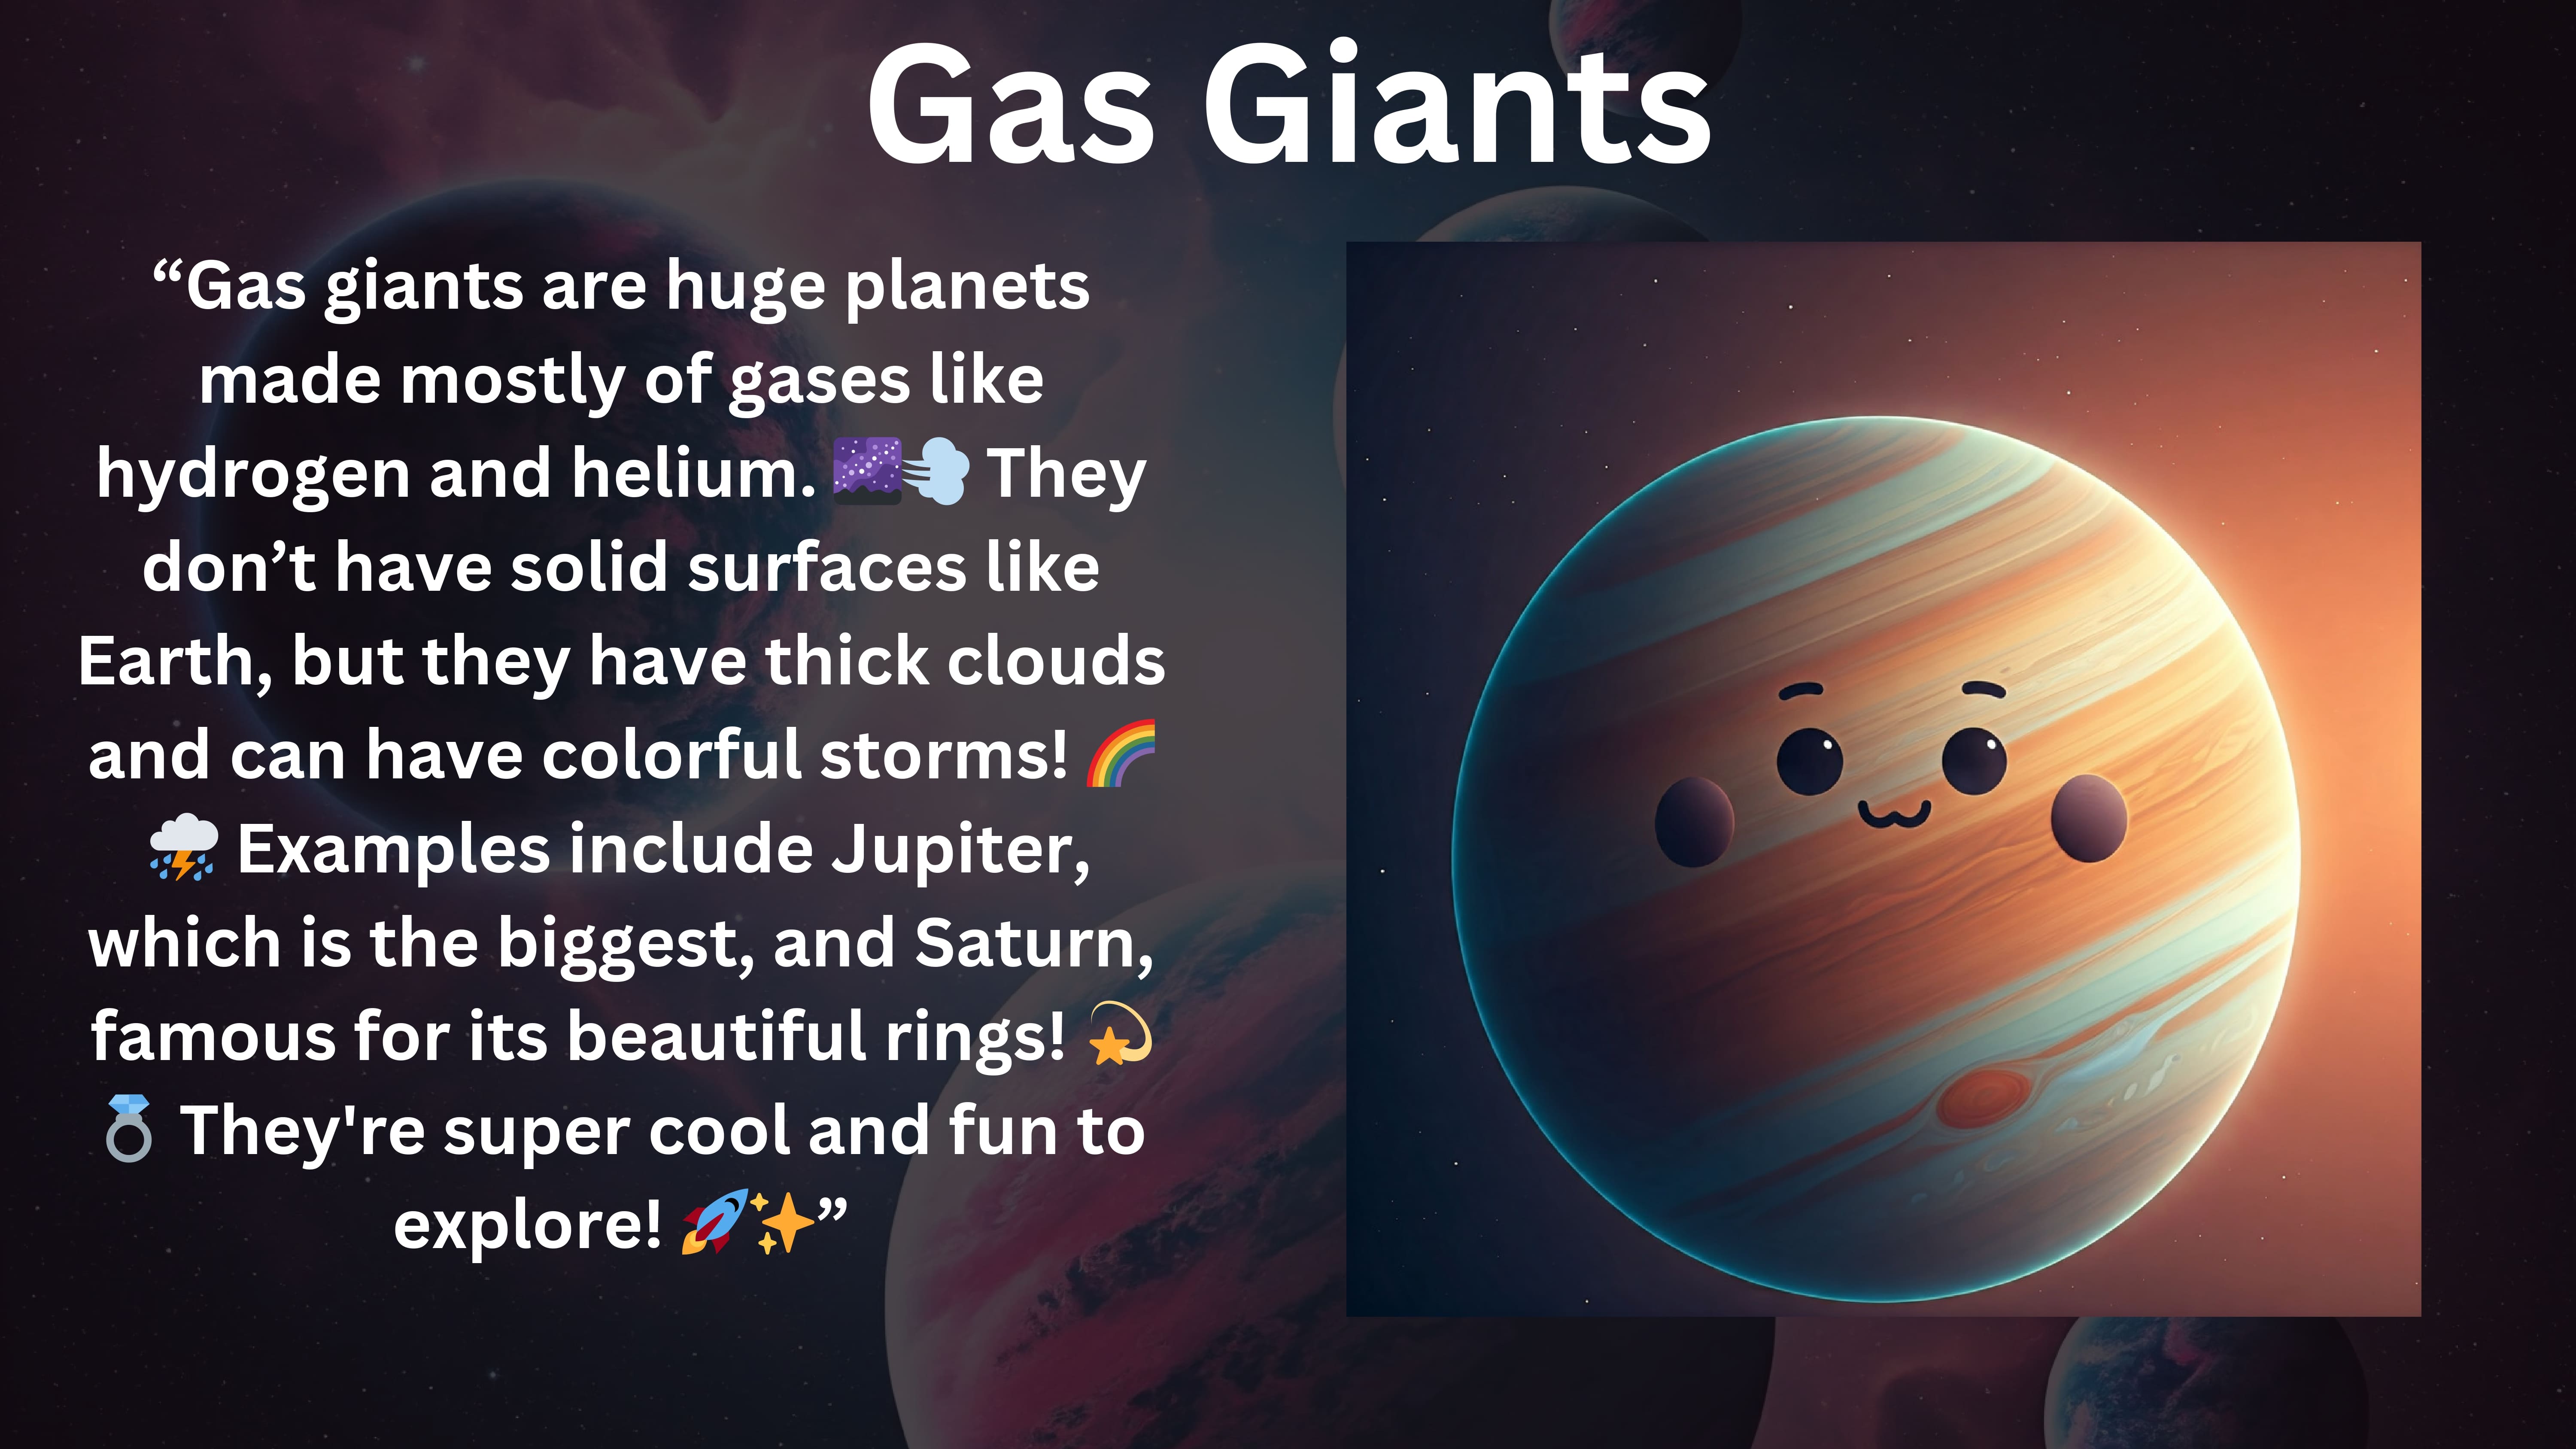 Gas Giants
“Gas giants are huge planets
made mostly of gases like
hydrogen and helium. 🌌💨 They
don’t have solid surfaces like
Earth, but they have thick clouds
and can have colorful storms! 🌈
⛈️ Examples include Jupiter,
which is the biggest, and Saturn,
famous for its beautiful rings! 💫
💍 They're super cool and fun to
explore! 🚀✨”